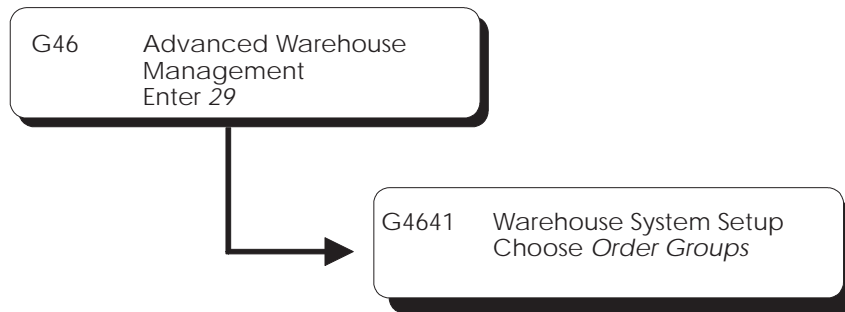 G46 Advanced Warehouse
Management
Enter 29
G4641 Warehouse System Setup
Choose Order Groups